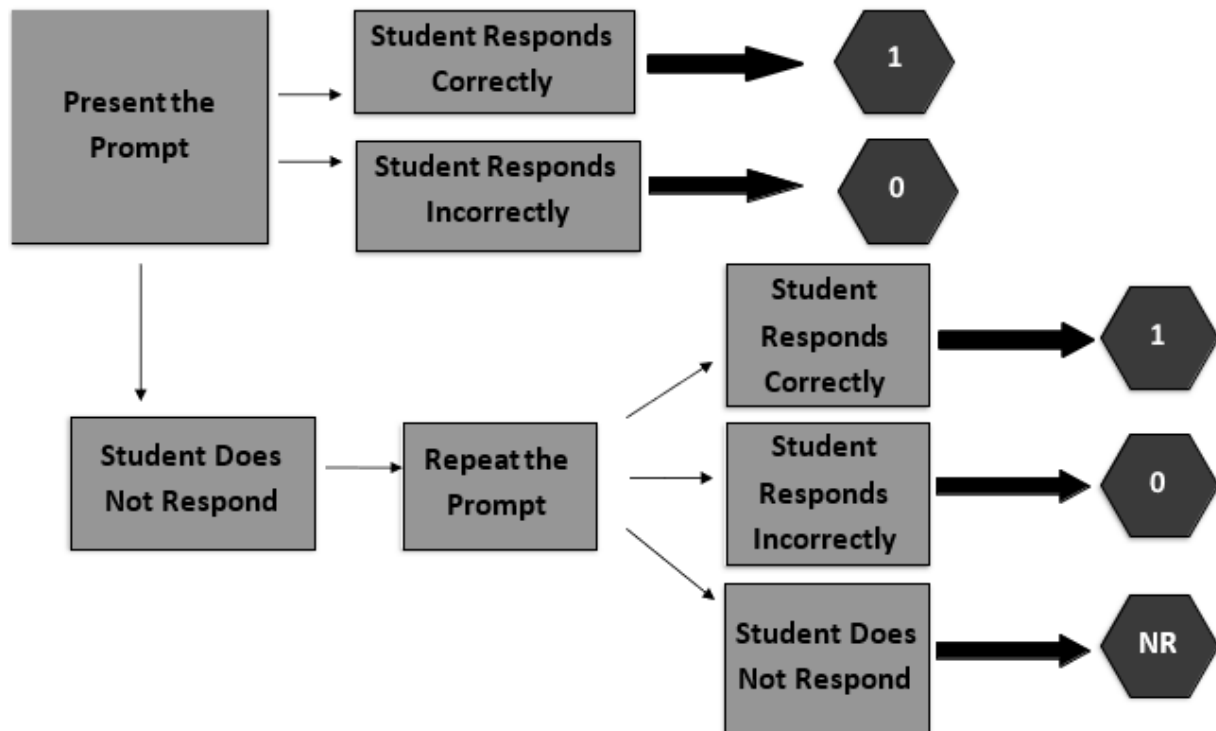 Present the
Prompt
Student Responds
Correctly
1
Student Responds
Incorrectly
0
Student Does
Not Respond
Repeat the
Prompt
Student
Responds
Correctly
1
Student
Responds
Incorrectly
0
Student Does
Not Respond
NR